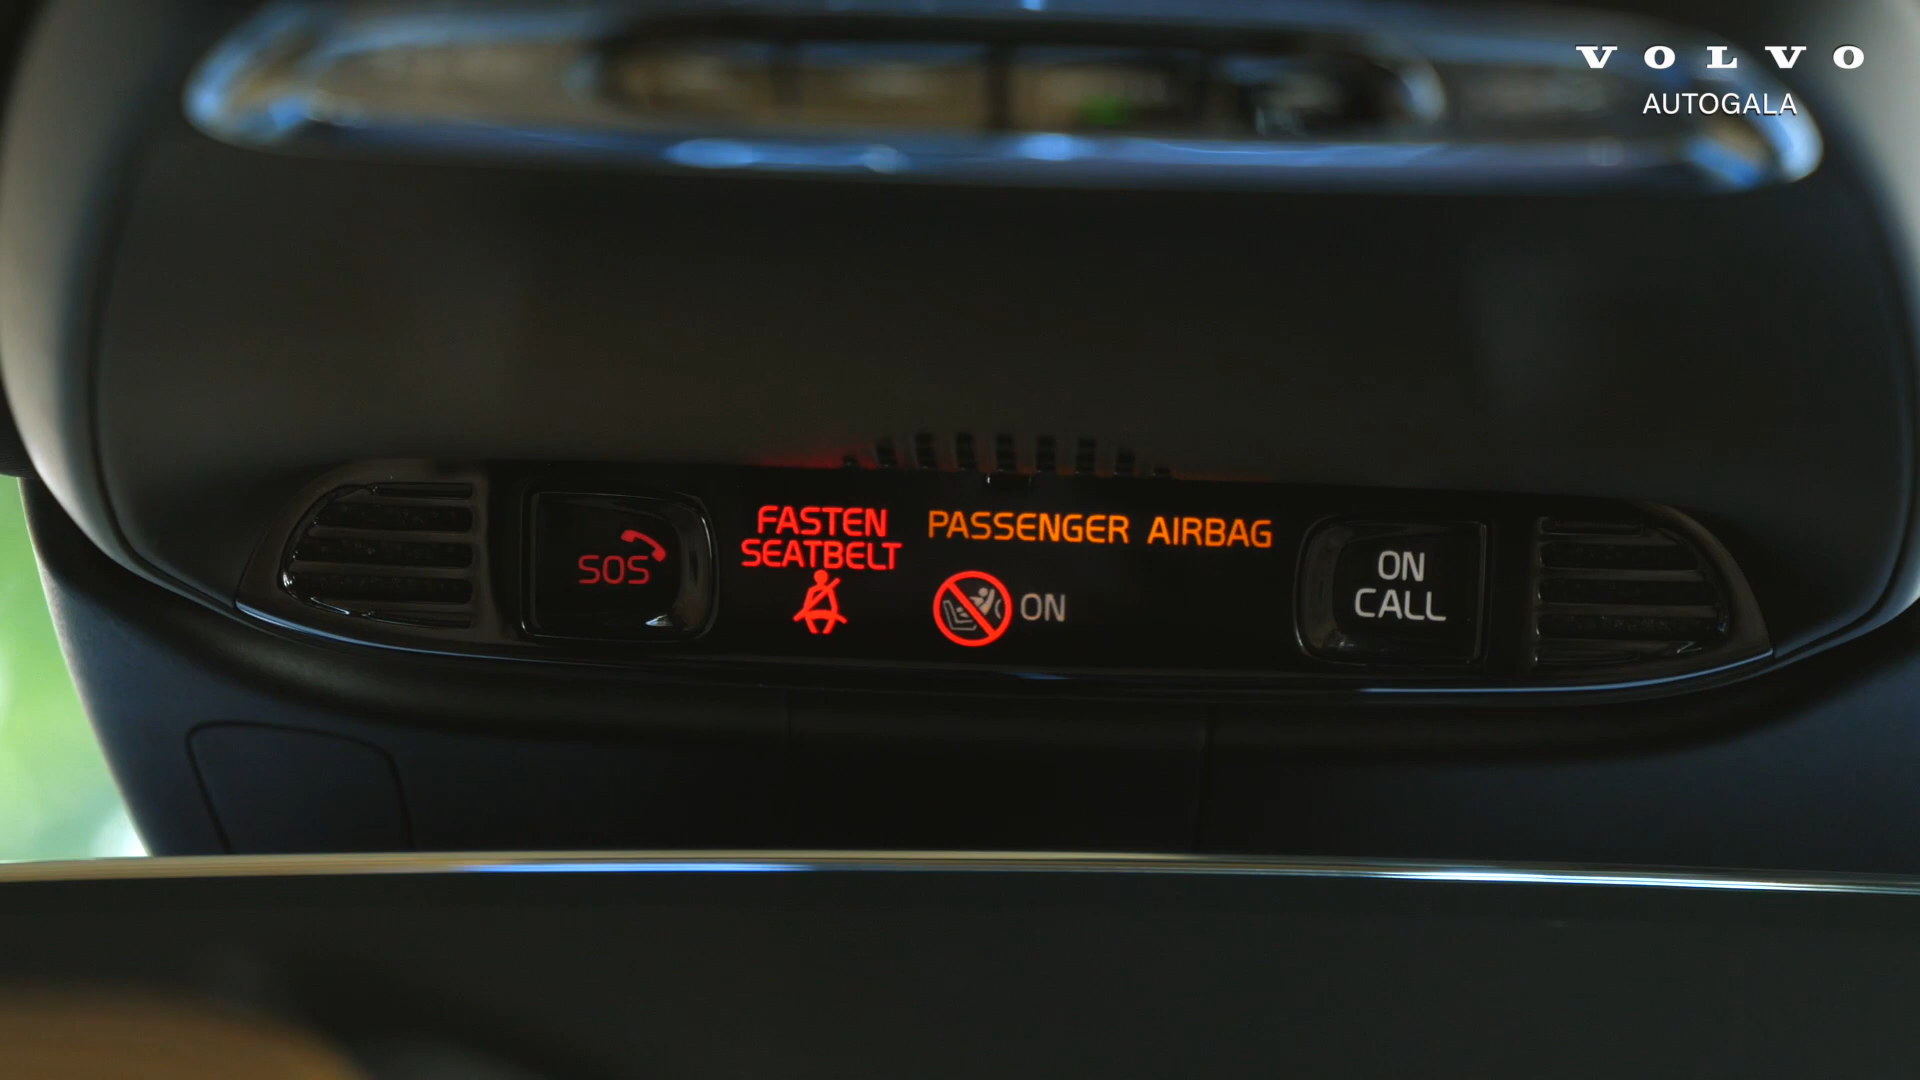 VOLVO
AUTOGALA
SOS
FASTEN
SEATBELT
PASSENGER AIRBAG
ON
ON
CALL